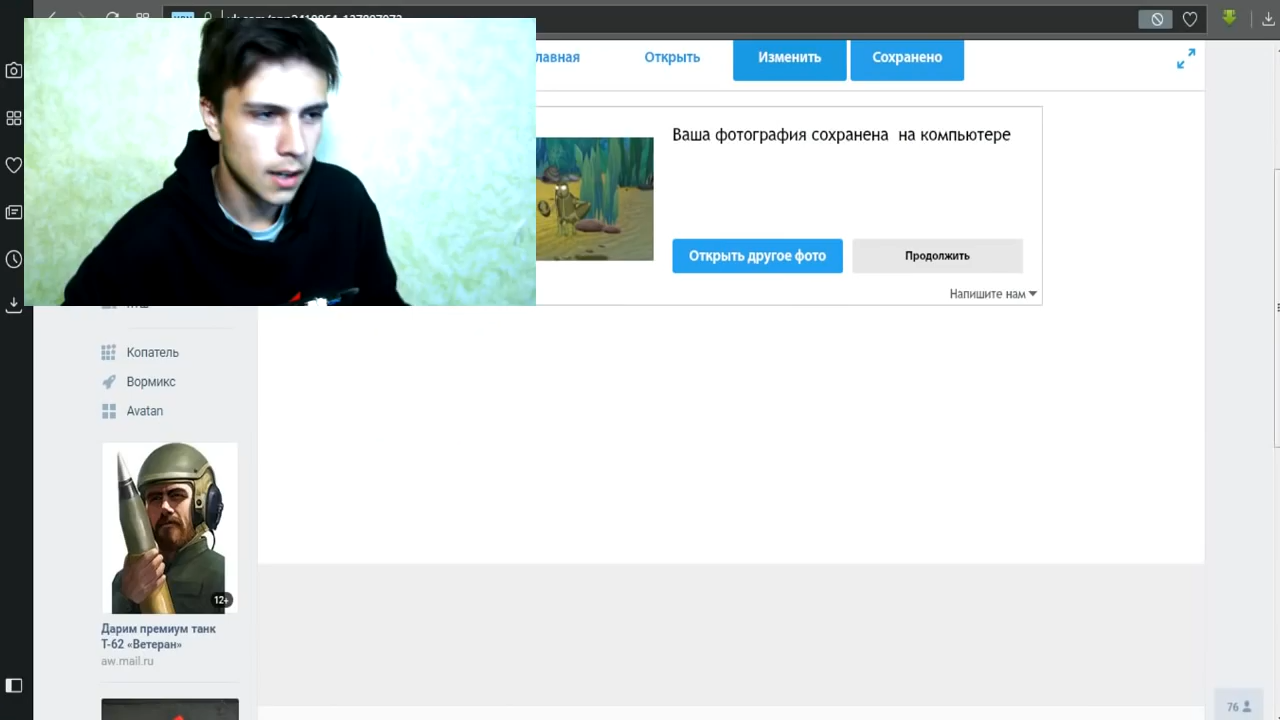 Открыть
Изменить
Сохранено
Ваша фотография сохранена на компьютере
Открыть другое фото
Продолжить
Напишите нам
Копатель
Вормикс
Avatan
12+
Дарим премиум танк
Т-62 «Ветеран»
aw.mail.ru
76